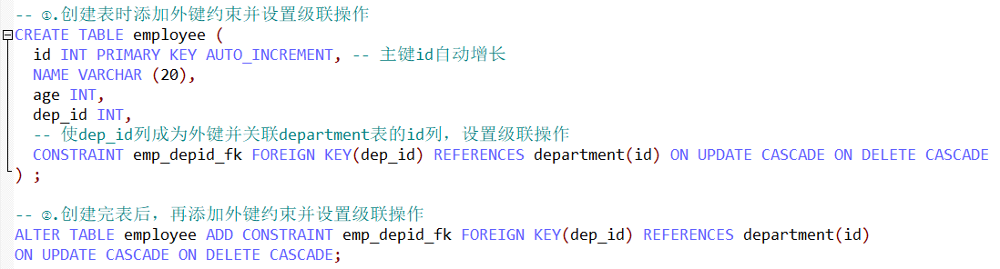 -- ①.创建表时添加外键约束并设置级联操作
CREATE TABLE employee (
id INT PRIMARY KEY AUTO_INCREMENT, -- 主键id自动增长
NAME VARCHAR (20),
age INT,
dep_id INT,
-- 使dep_id列成为外键并关联department表的id列，设置级联操作
CONSTRAINT emp_depid_fk FOREIGN KEY(dep_id) REFERENCES department(id) ON UPDATE CASCADE ON DELETE CASCADE
) ;
-- ②.创建完表后，再添加外键约束并设置级联操作
ALTER TABLE employee ADD CONSTRAINT emp_depid_fk FOREIGN KEY(dep_id) REFERENCES department(id)
ON UPDATE CASCADE ON DELETE CASCADE;